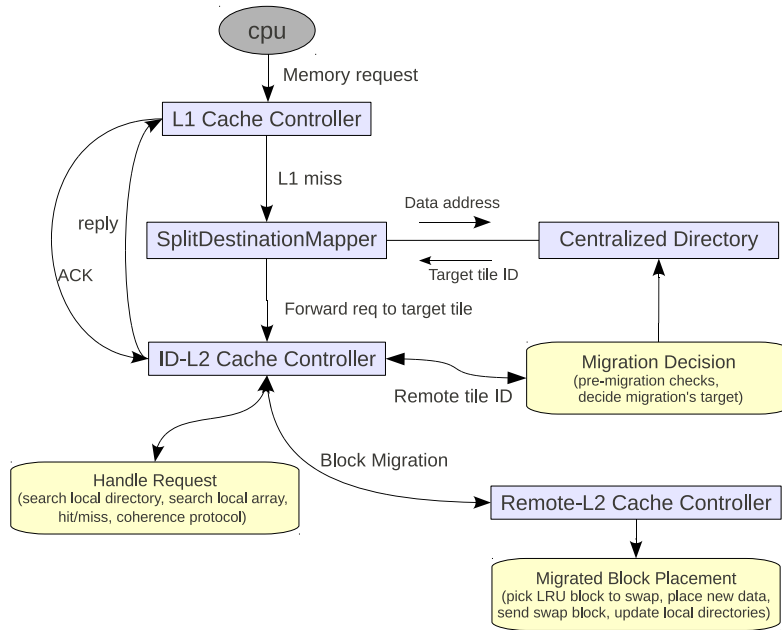 cpu
Memory request
L1 Cache Controller
L1 miss
Data address
reply
SplitDestinationMapper
Centralized Directory
ACK
Target tile ID
Forward req to target tile
ID-L2 Cache Controller
Migration Decision
(pre-migration checks,
decide migration's target)
Remote tile ID
Block Migration
Handle Request
(search local directory, search local array,
hit/miss, coherence protocol)
Remote-L2 Cache Controller
Migrated Block Placement
(pick LRU block to swap, place new data,
send swap block, update local directories)